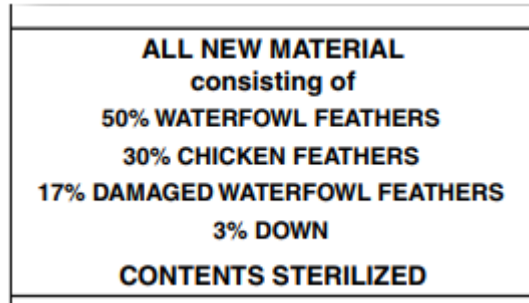 ALL NEW MATERIAL
consisting of
50% WATERFOWL FEATHERS
30% CHICKEN FEATHERS
17% DAMAGED WATERFOWL FEATHERS
3% DOWN
CONTENTS STERILIZED